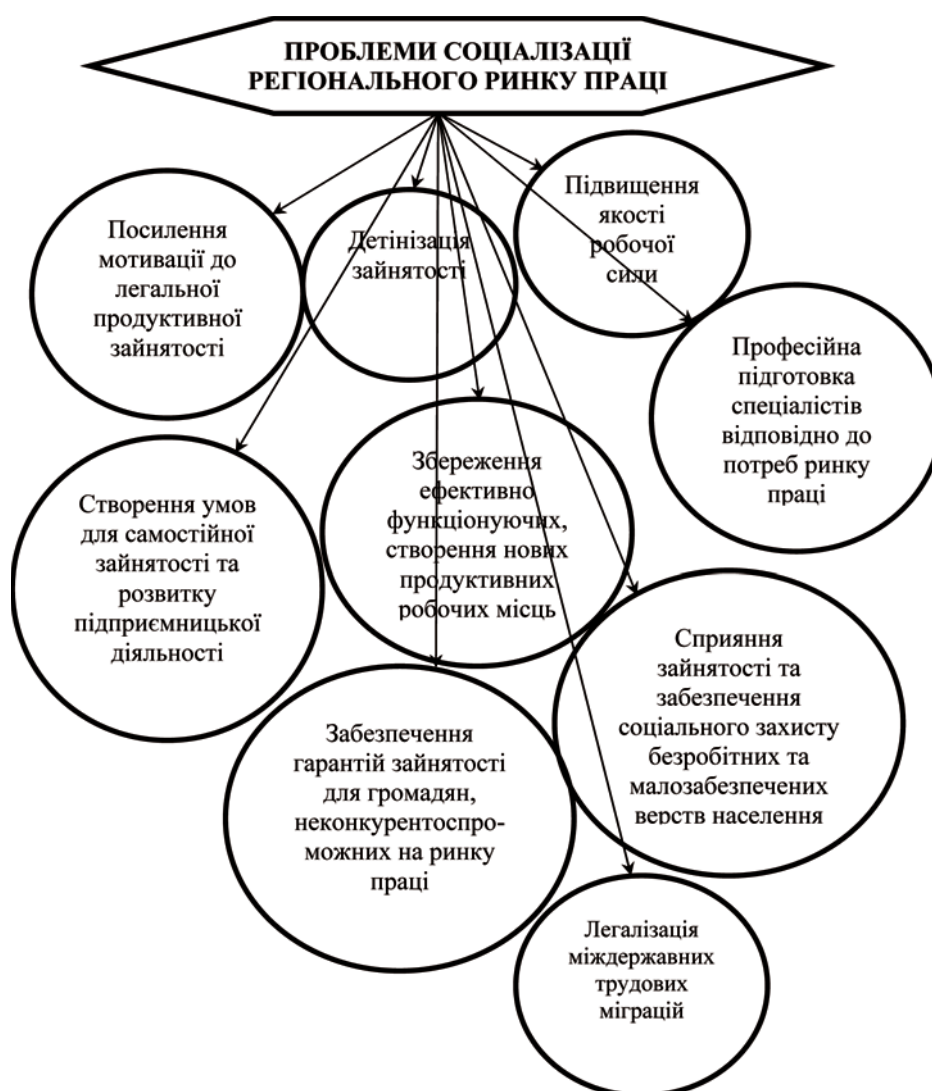 ПРОБЛЕМИ СОЦІАЛІЗАЦІЇ
РЕГІОНАЛЬНОГО РИНКУ ПРАЦІ
Посилення
мотивації до
легальної
продуктивної
зайнятості
Детінізація
зайнятості
Підвищення
якості
робочої
сили
Професійна
підготовка
спеціалістів
відповідно до
потреб ринку
праці
Створення умов
для самостійної
зайнятості та
розвитку
підприємницької
діяльності
Збереження
ефективно
функціонуючих,
створення нових
продуктивних
робочих місць
Сприяння
зайнятості та
забезпечення
соціального захисту
безробітних та
малозабезпечених
верств населення
Забезпечення
гарантій зайнятості
для громадян,
неконкурентоспро-
можних на ринку
праці
Легалізація
міждержавних
трудових
міграцій